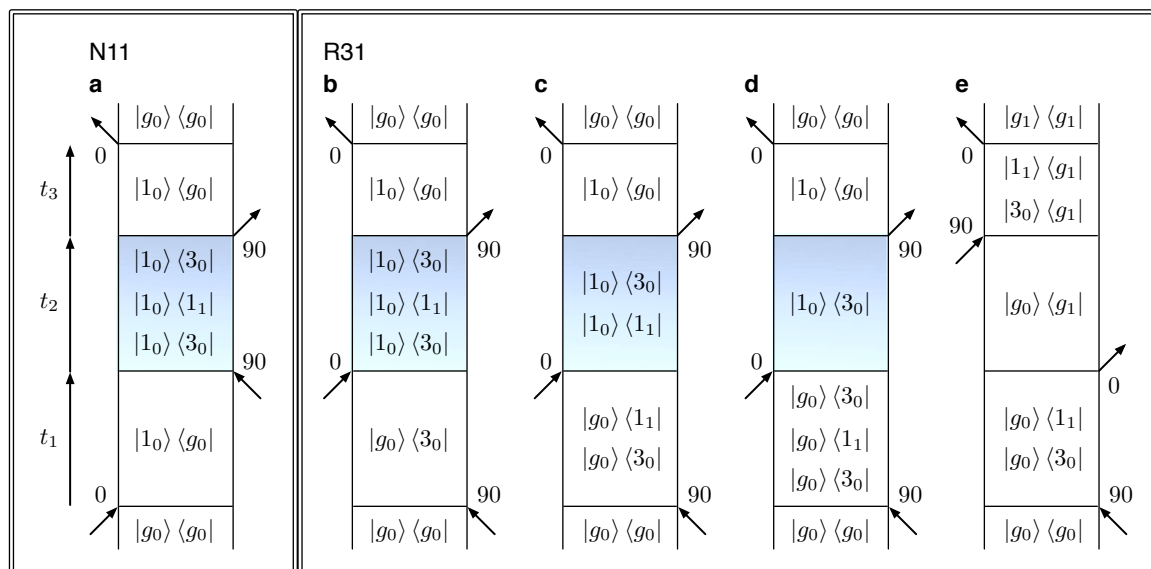 N11
a
|g₀⟩ ⟨g₀|
0
|1₀⟩ ⟨g₀|
90
|1₀⟩ ⟨3₀|
|1₀⟩ ⟨1₁|
|1₀⟩ ⟨3₀|
90
|1₀⟩ ⟨g₀|
0
|g₀⟩ ⟨g₀|
t₃
t₂
t₁
R31
b
|g₀⟩ ⟨g₀|
0
|1₀⟩ ⟨g₀|
90
|1₀⟩ ⟨3₀|
|1₀⟩ ⟨1₁|
|1₀⟩ ⟨3₀|
0
|g₀⟩ ⟨3₀|
90
|g₀⟩ ⟨g₀|
c
|g₀⟩ ⟨g₀|
0
|1₀⟩ ⟨g₀|
90
|1₀⟩ ⟨3₀|
|1₀⟩ ⟨1₁|
0
|g₀⟩ ⟨1₁|
|g₀⟩ ⟨3₀|
90
|g₀⟩ ⟨g₀|
d
|g₀⟩ ⟨g₀|
0
|1₀⟩ ⟨g₀|
90
|1₀⟩ ⟨3₀|
0
|g₀⟩ ⟨3₀|
|g₀⟩ ⟨1₁|
|g₀⟩ ⟨3₀|
90
|g₀⟩ ⟨g₀|
e
|g₁⟩ ⟨g₁|
0
|1₁⟩ ⟨g₁|
|3₀⟩ ⟨g₁|
90
|g₀⟩ ⟨g₁|
0
|g₀⟩ ⟨1₁|
|g₀⟩ ⟨3₀|
90
|g₀⟩ ⟨g₀|